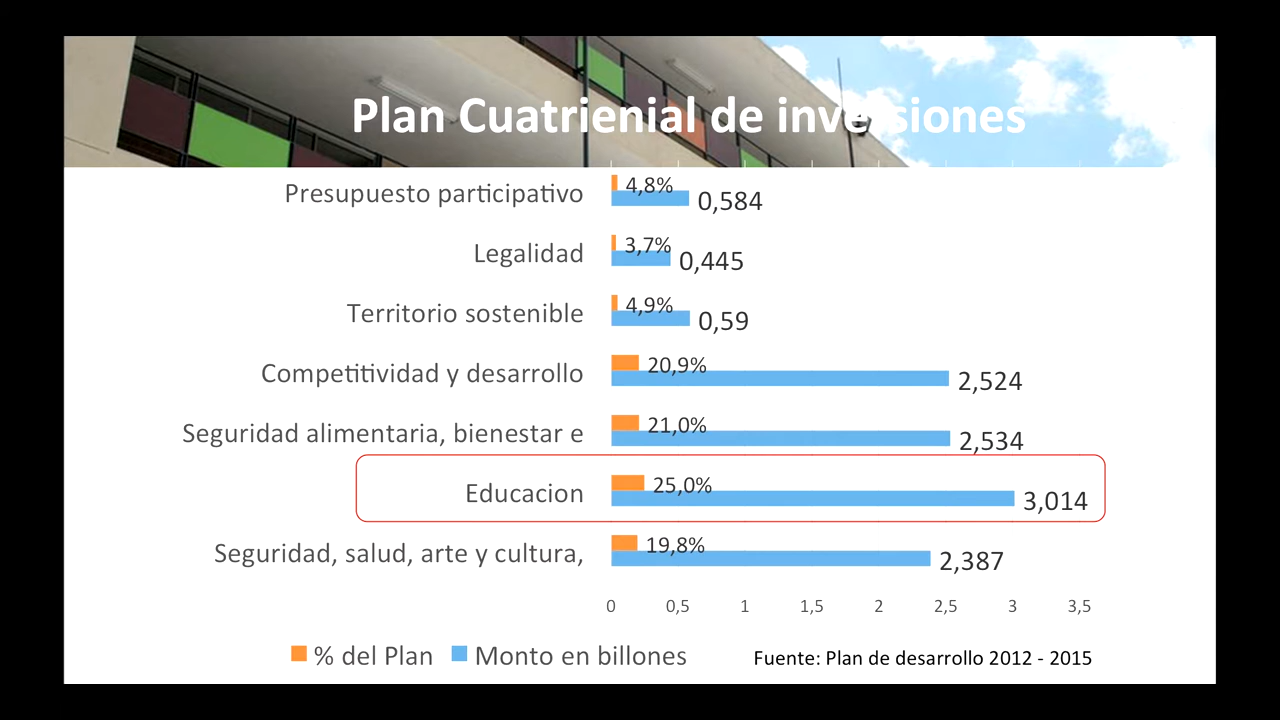 Plan Cuatrienial de inversiones
Presupuesto participativo 4,8% 0,584
Legalidad 3,7% 0,445
Territorio sostenible 4,9% 0,59
Competitividad y desarrollo 20,9% 2,524
Seguridad alimentaria, bienestar e 21,0% 2,534
Educacion 25,0% 3,014
Seguridad, salud, arte y cultura, 19,8% 2,387
0 0,5 1 1,5 2 2,5 3 3,5
% del Plan Monto en billones
Fuente: Plan de desarrollo 2012 - 2015